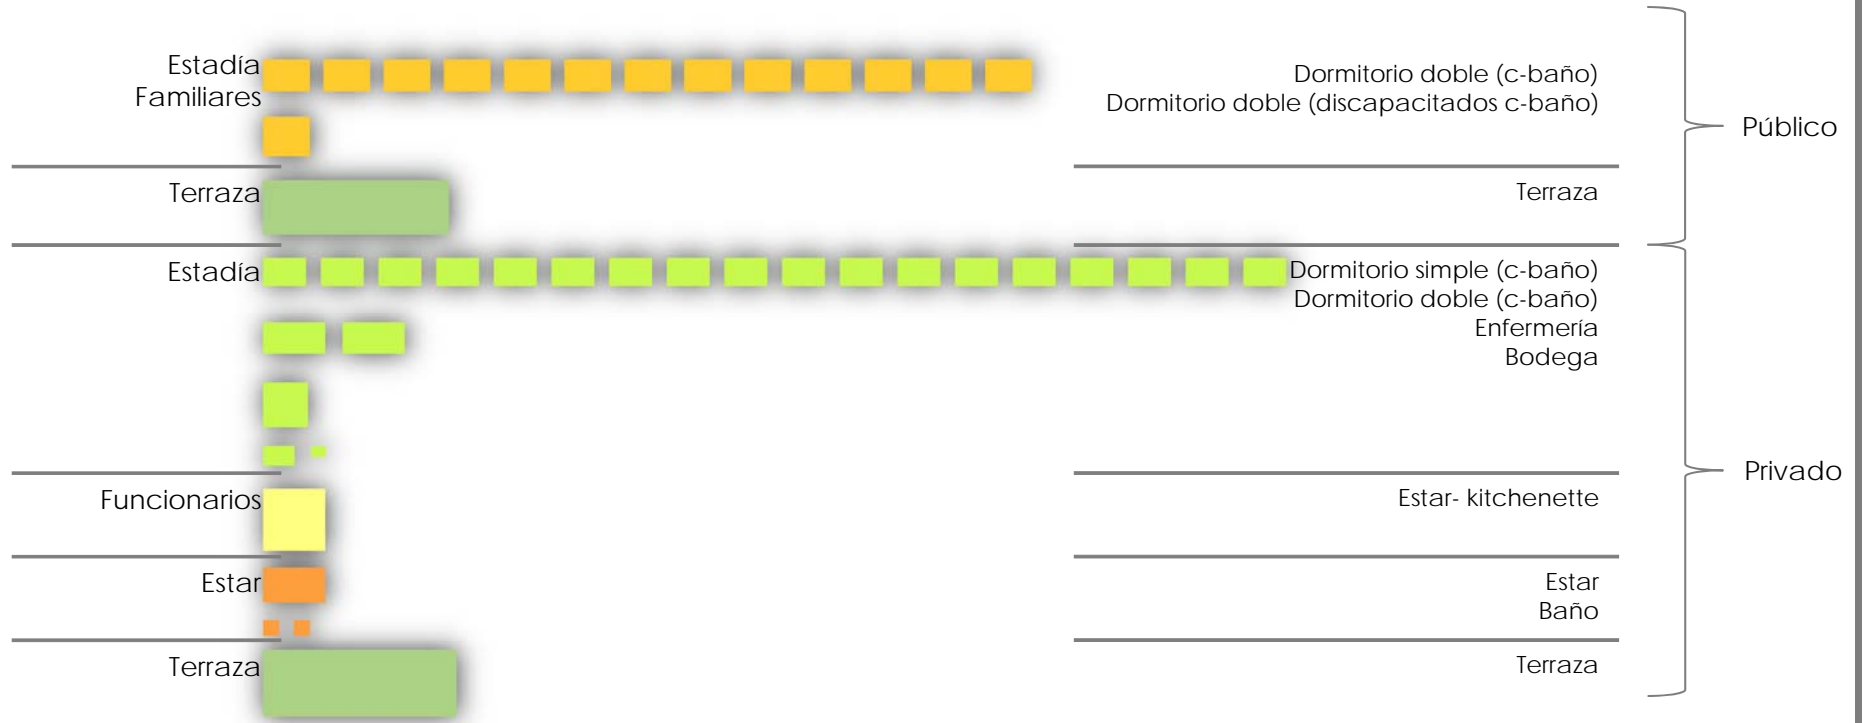 Estadía
Familiares
Dormitorio doble (c-baño)
Dormitorio doble (discapacitados c-baño)
Público
Terraza
Terraza
Estadía
Dormitorio simple (c-baño)
Dormitorio doble (c-baño)
Enfermería
Bodega
Privado
Funcionarios
Estar- kitchenette
Estar
Estar
Baño
Terraza
Terraza